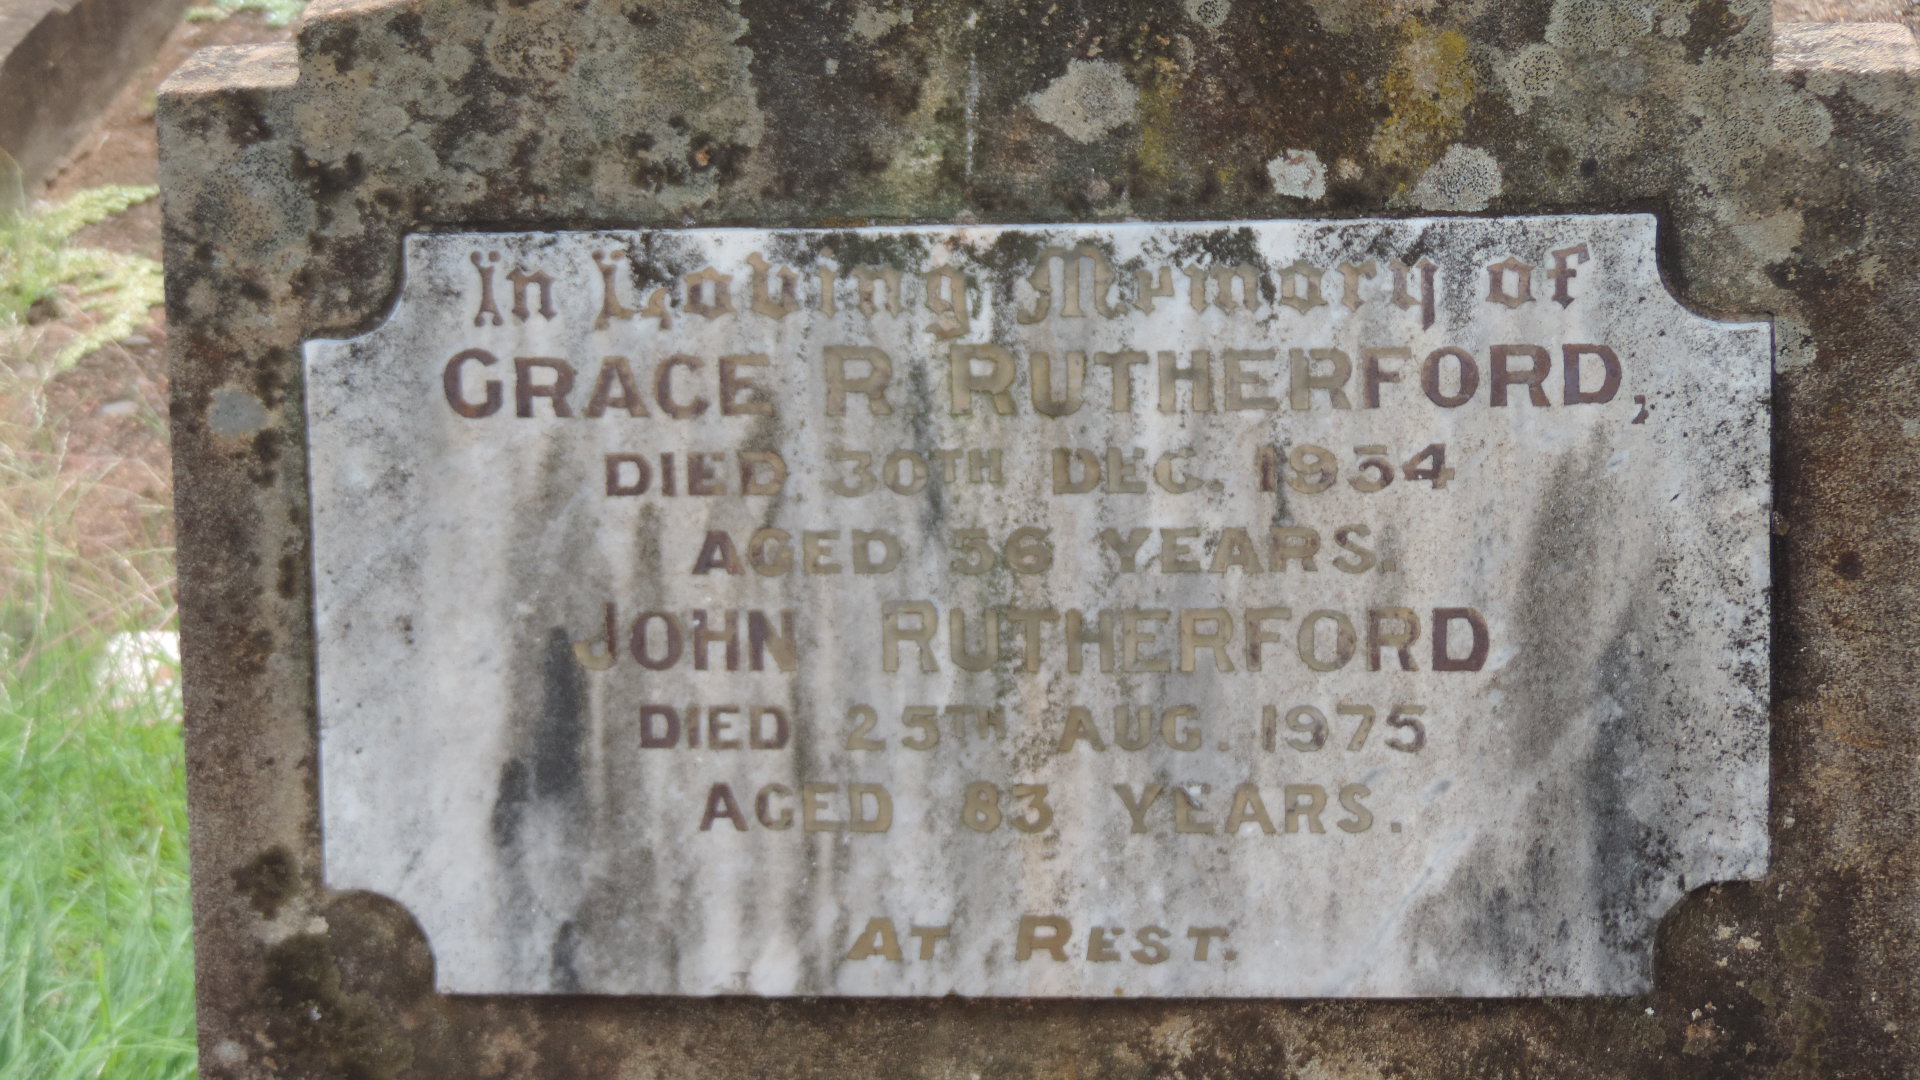 In Loving Memory of
GRACE R. RUTHERFORD,
DIED 30TH DEC. 1954
AGED 56 YEARS.
JOHN RUTHERFORD
DIED 25TH AUG. 1975
AGED 83 YEARS.
AT REST.